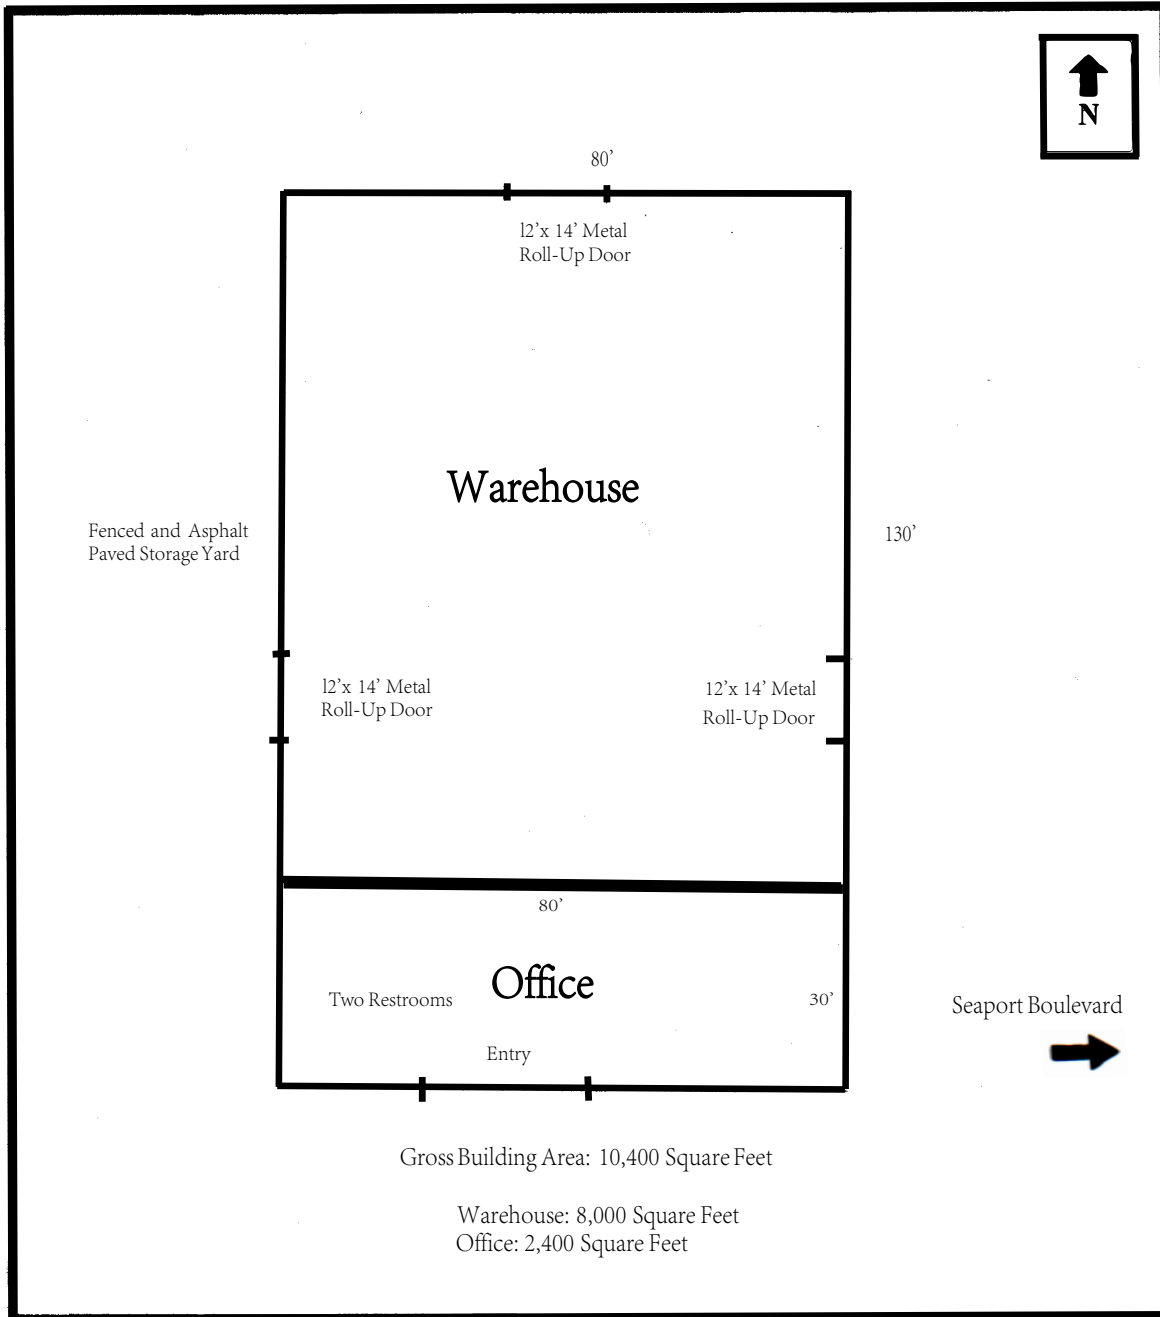 N
80’
l2’x 14’ Metal
Roll-Up Door
Warehouse
Fenced and Asphalt
Paved Storage Yard
130’
l2’x 14’ Metal
Roll-Up Door
12’x 14’ Metal
Roll-Up Door
80’
Office
Two Restrooms
30’
Seaport Boulevard
Entry
Gross Building Area: 10,400 Square Feet
Warehouse: 8,000 Square Feet
Office: 2,400 Square Feet